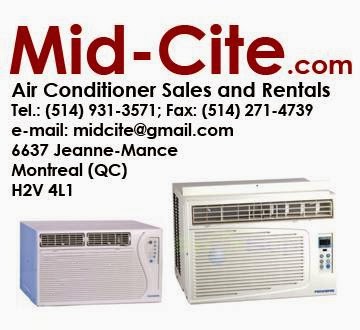 Mid-Cite.com
Air Conditioner Sales and Rentals
Tel.: (514) 931-3571; Fax: (514) 271-4739
e-mail: midcite@gmail.com
6637 Jeanne-Mance
Montreal (QC)
H2V 4L1